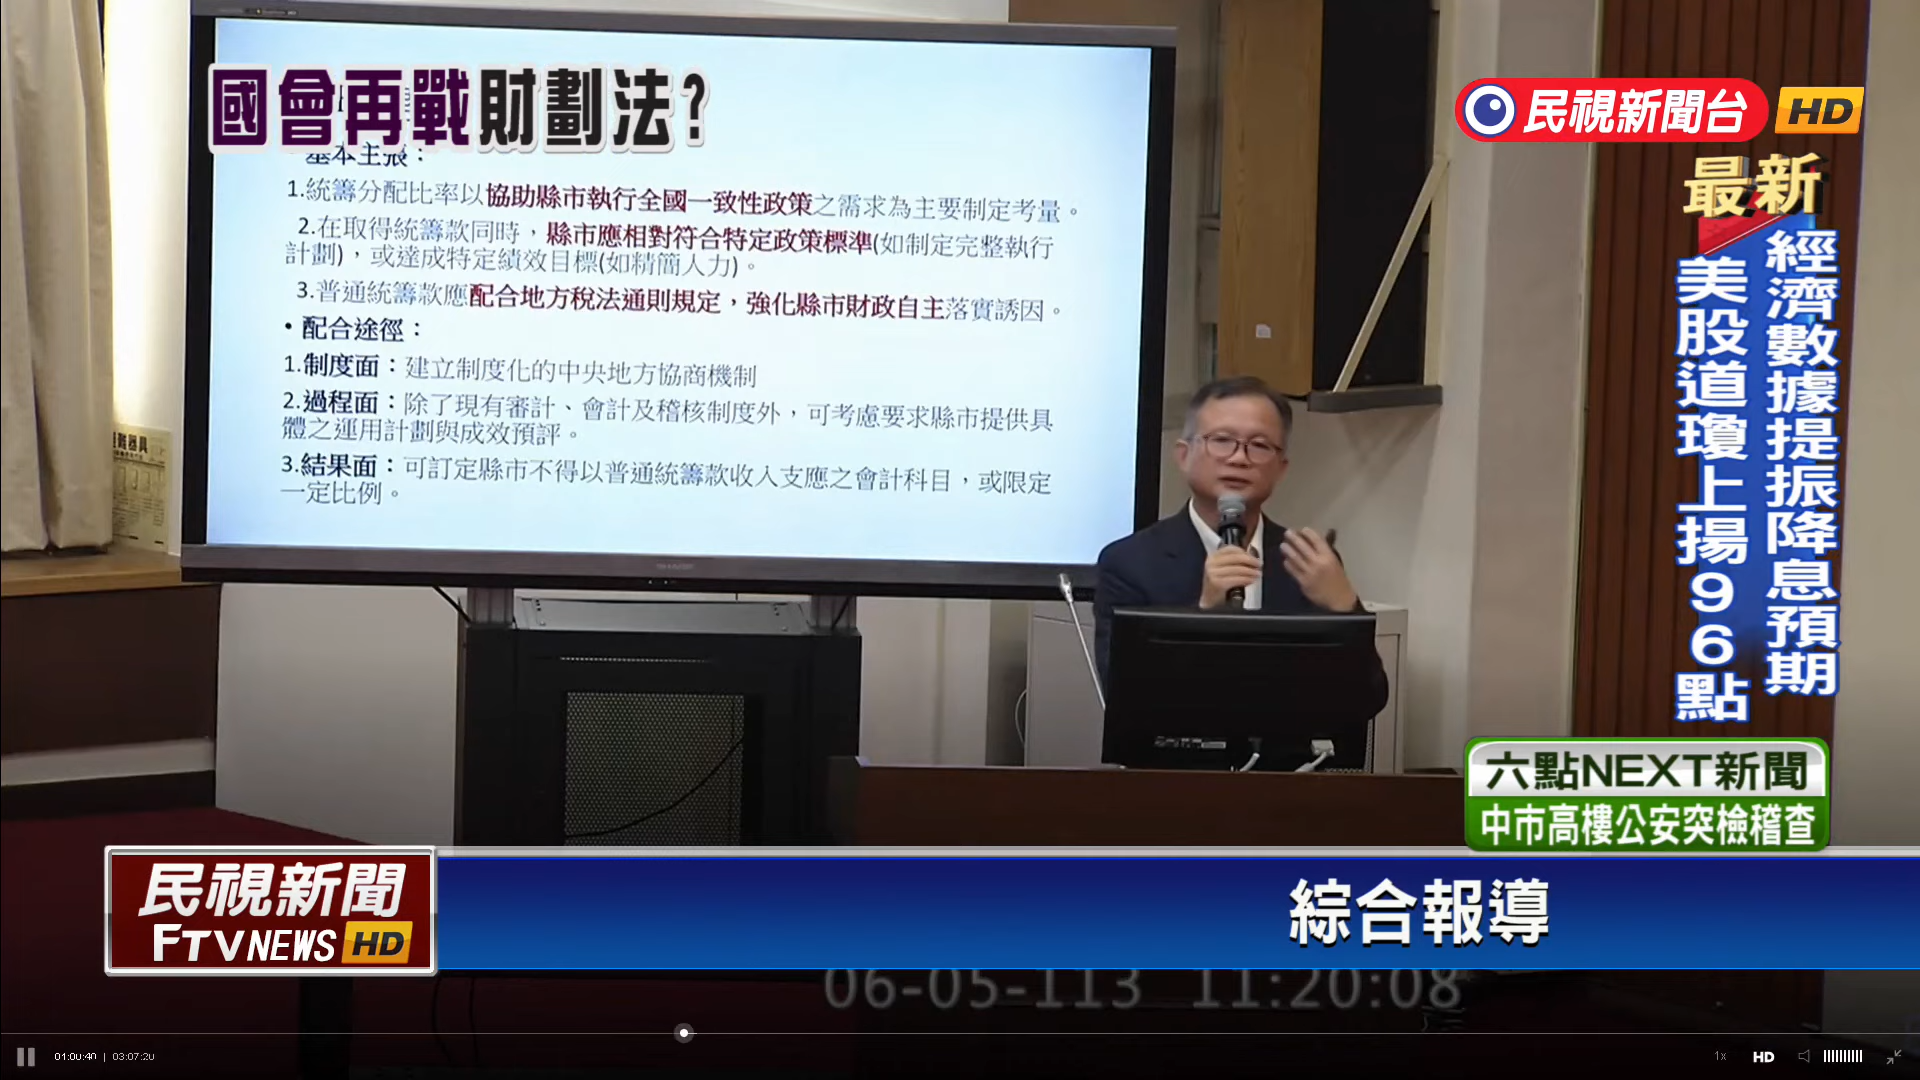 國會再戰財劃法?
基本主張：
1.統籌分配比率以協助縣市執行全國一致性政策之需求為主要制定考量。
2.在取得統籌款同時，縣市應相對符合特定政策標準(如制定完整執行
計劃)，或達成特定績效目標(如精簡人力)。
3.普通統籌款應配合地方稅法通則規定，強化縣市財政自主落實誘因。
• 配合途徑：
1.制度面：建立制度化的中央地方協商機制
2.過程面：除了現有審計、會計及稽核制度外，可考慮要求縣市提供具
體之運用計劃與成效預評。
3.結果面：可訂定縣市不得以普通統籌款收入支應之會計科目，或限定
一定比例。
民視新聞台 HD
最新
經濟數據提振降息預期
美股道瓊上揚96點
六點NEXT新聞
中市高樓公安突檢稽查
民視新聞
FTVNEWS HD
綜合報導
06-05-113 11:20:08
01:00:40 | 03:07:20
1x HD